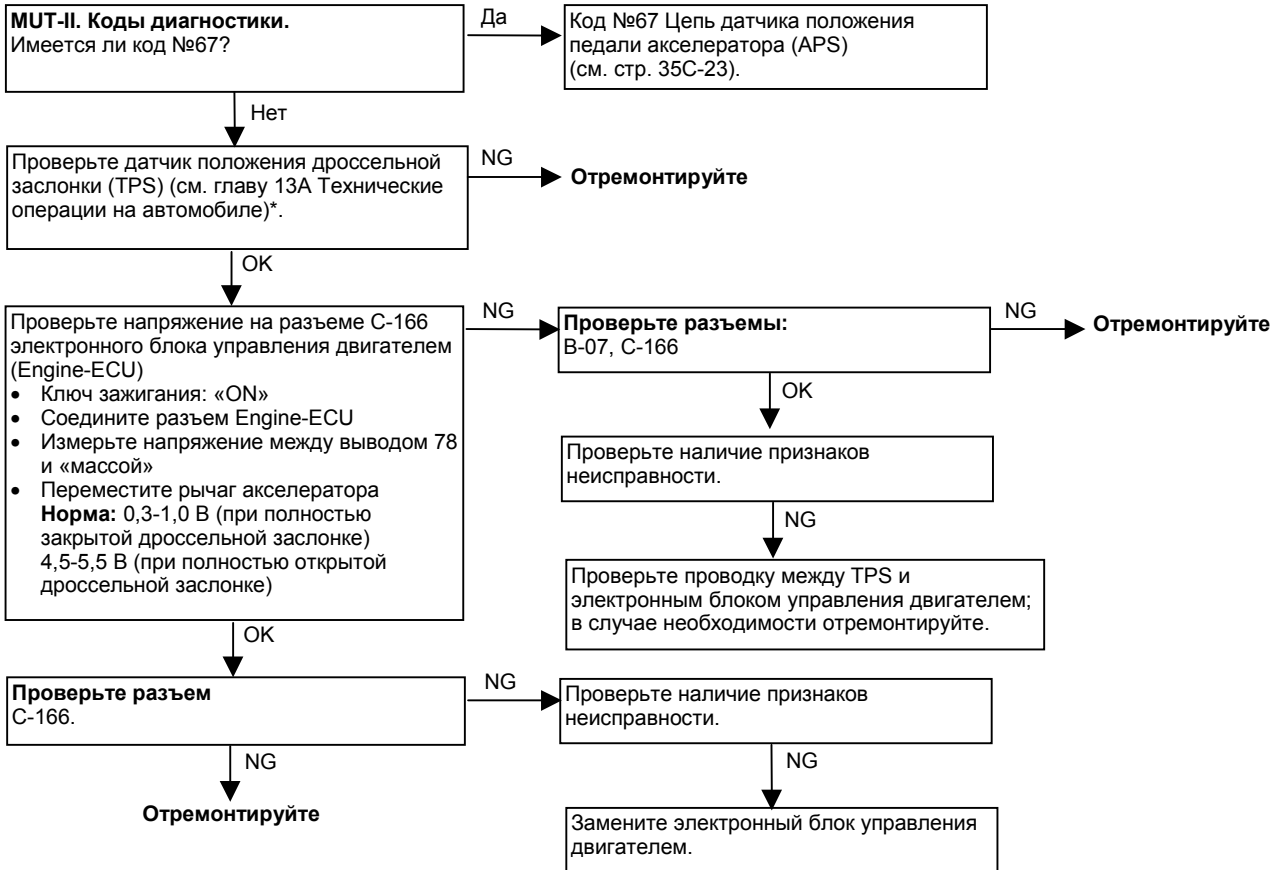 MUT-II. Коды диагностики.
Имеется ли код №67?
Да
Код №67 Цепь датчика положения
педали акселератора (APS)
(см. стр. 35C-23).
Нет
Проверьте датчик положения дроссельной
заслонки (TPS) (см. главу 13А Технические
операции на автомобиле)*.
NG
Отремонтируйте
OK
Проверьте напряжение на разъеме С-166
электронного блока управления двигателем
(Engine-ECU)
• Ключ зажигания: «ON»
• Соедините разъем Engine-ECU
• Измерьте напряжение между выводом 78
и «массой»
• Переместите рычаг акселератора
Норма: 0,3-1,0 В (при полностью
закрытой дроссельной заслонке)
4,5-5,5 В (при полностью открытой
дроссельной заслонке)
NG
Проверьте разъемы:
В-07, С-166
NG
Отремонтируйте
OK
Проверьте наличие признаков
неисправности.
NG
Проверьте проводку между TPS и
электронным блоком управления двигателем;
в случае необходимости отремонтируйте.
OK
Проверьте разъем
С-166.
NG
Проверьте наличие признаков
неисправности.
NG
Отремонтируйте
NG
Замените электронный блок управления
двигателем.